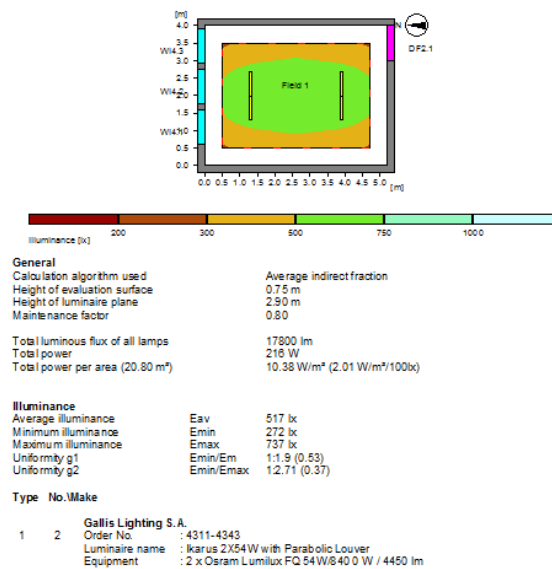 [m]
4.0
3.5
3.0
2.5
2.0
1.5
1.0
0.5
0.0
WI4.3
WI4.2
WI4.1
Field 1
N
DF2.1
0.0 0.5 1.0 1.5 2.0 2.5 3.0 3.5 4.0 4.5 5.0 [m]
Illuminance [lx]
200 300 500 750 1000
General
Calculation algorithm used Average indirect fraction
Height of evaluation surface 0.75 m
Height of luminaire plane 2.90 m
Maintenance factor 0.80
Total luminous flux of all lamps 17800 lm
Total power 216 W
Total power per area (20.80 m²) 10.38 W/m² (2.01 W/m²/100lx)
Illuminance
Average illuminance Eav 517 lx
Minimum illuminance Emin 272 lx
Maximum illuminance Emax 737 lx
Uniformity g1 Emin/Em 1:1.9 (0.53)
Uniformity g2 Emin/Emax 1:2.71 (0.37)
Type No.\Make
Gallis Lighting S.A.
1 2 Order No. : 4311-4343
Luminaire name : Ikarus 2X54W with Parabolic Louver
Equipment : 2 x Osram Lumilux FQ 54W/840 0 W / 4450 lm